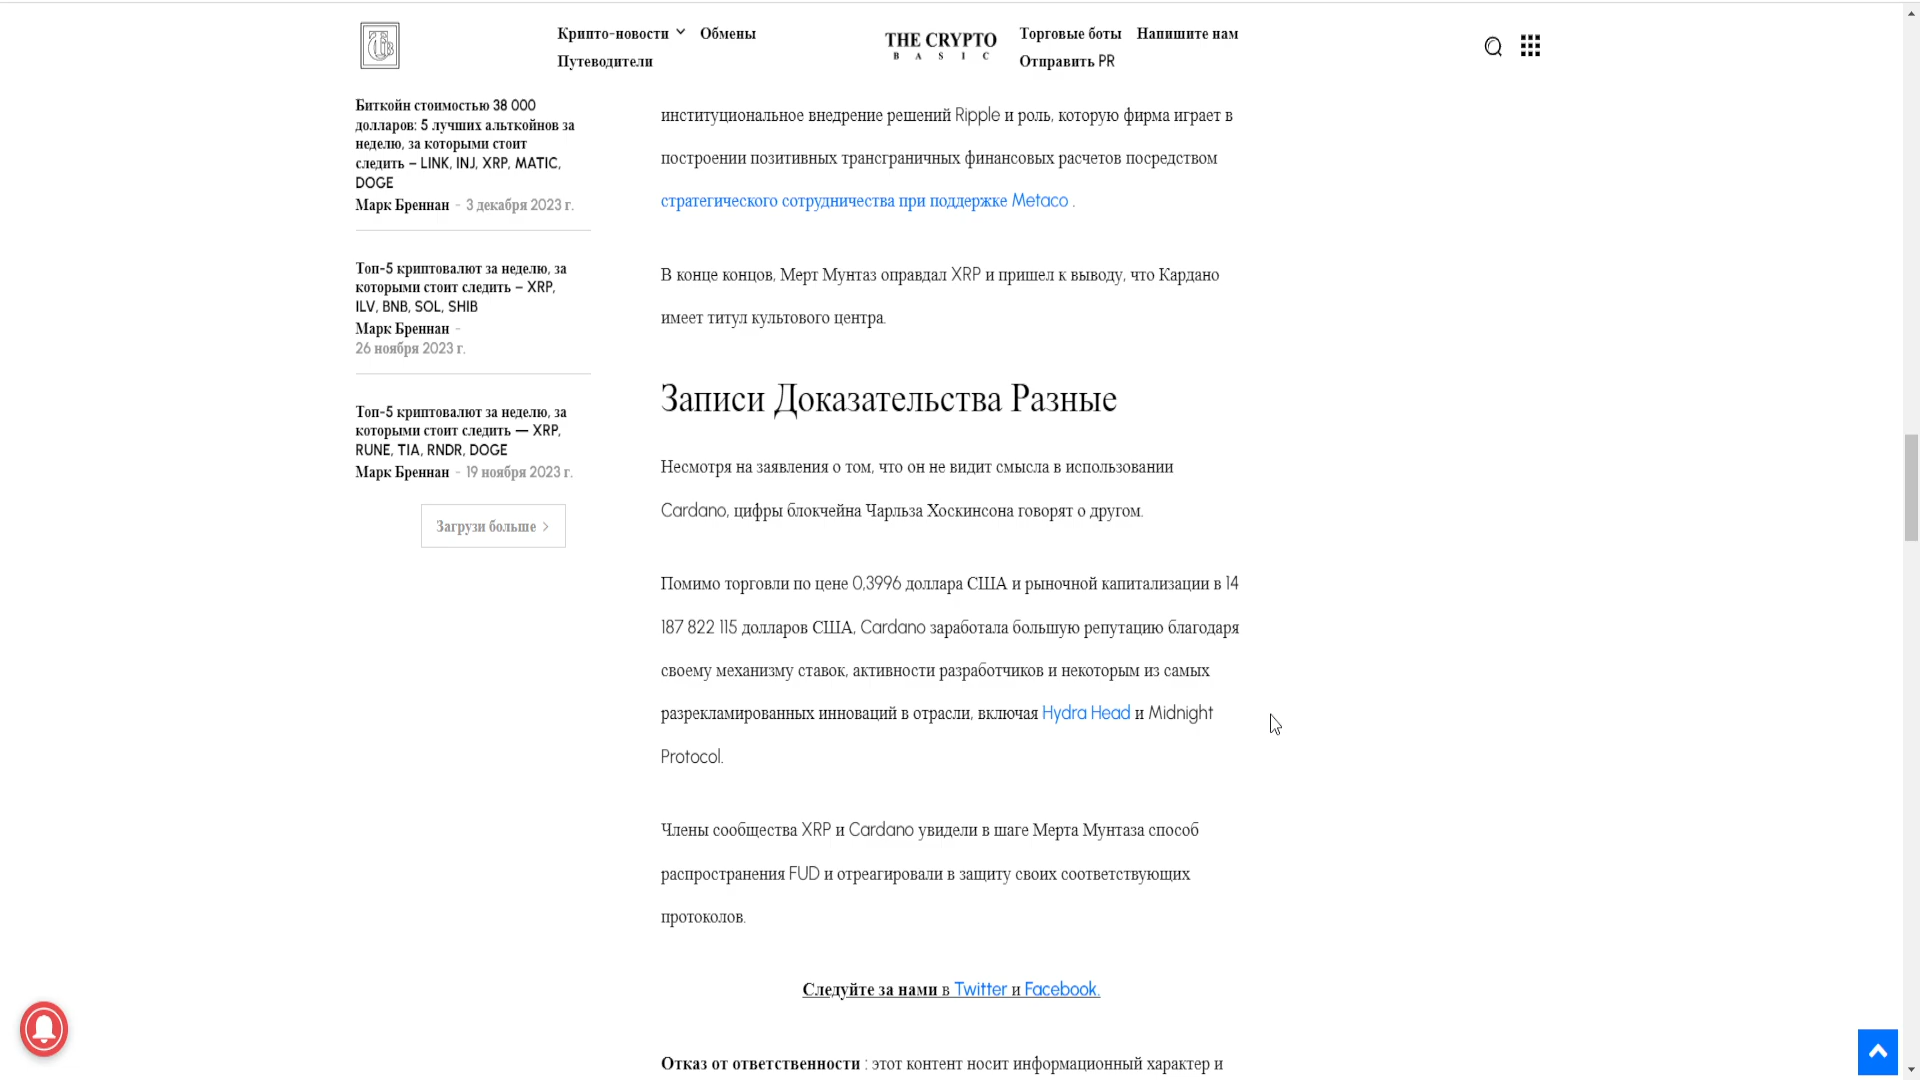 Крипто-новости Обмены
Путеводители
THE CRYPTO
BASIC
Торговые боты Напишите нам
Отправить PR
Биткойн стоимостью 38 000
долларов: 5 лучших альткойнов за
неделю, за которыми стоит
следить – LINK, INJ, XRP, MATIC,
DOGE
Марк Бреннан - 3 декабря 2023 г.
Топ-5 криптовалют за неделю, за
которыми стоит следить – XRP,
ILV, BNB, SOL, SHIB
Марк Бреннан -
26 ноября 2023 г.
Топ-5 криптовалют за неделю, за
которыми стоит следить — XRP,
RUNE, TIA, RNDR, DOGE
Марк Бреннан - 19 ноября 2023 г.
Загрузи больше
институциональное внедрение решений Ripple и роль, которую фирма играет в
построении позитивных трансграничных финансовых расчетов посредством
стратегического сотрудничества при поддержке Metaco .
В конце концов, Мерт Мунтаз оправдал XRP и пришел к выводу, что Кардано
имеет титул культового центра.
Записи Доказательства Разные
Несмотря на заявления о том, что он не видит смысла в использовании
Cardano, цифры блокчейна Чарльза Хоскинсона говорят о другом.
Помимо торговли по цене 0,3996 доллара США и рыночной капитализации в 14
187 822 115 долларов США, Cardano заработала большую репутацию благодаря
своему механизму ставок, активности разработчиков и некоторым из самых
разрекламированных инноваций в отрасли, включая Hydra Head и Midnight
Protocol.
Члены сообщества XRP и Cardano увидели в шаге Мерта Мунтаза способ
распространения FUD и отреагировали в защиту своих соответствующих
протоколов.
Следуйте за нами в Twitter и Facebook.
Отказ от ответственности : этот контент носит информационный характер и